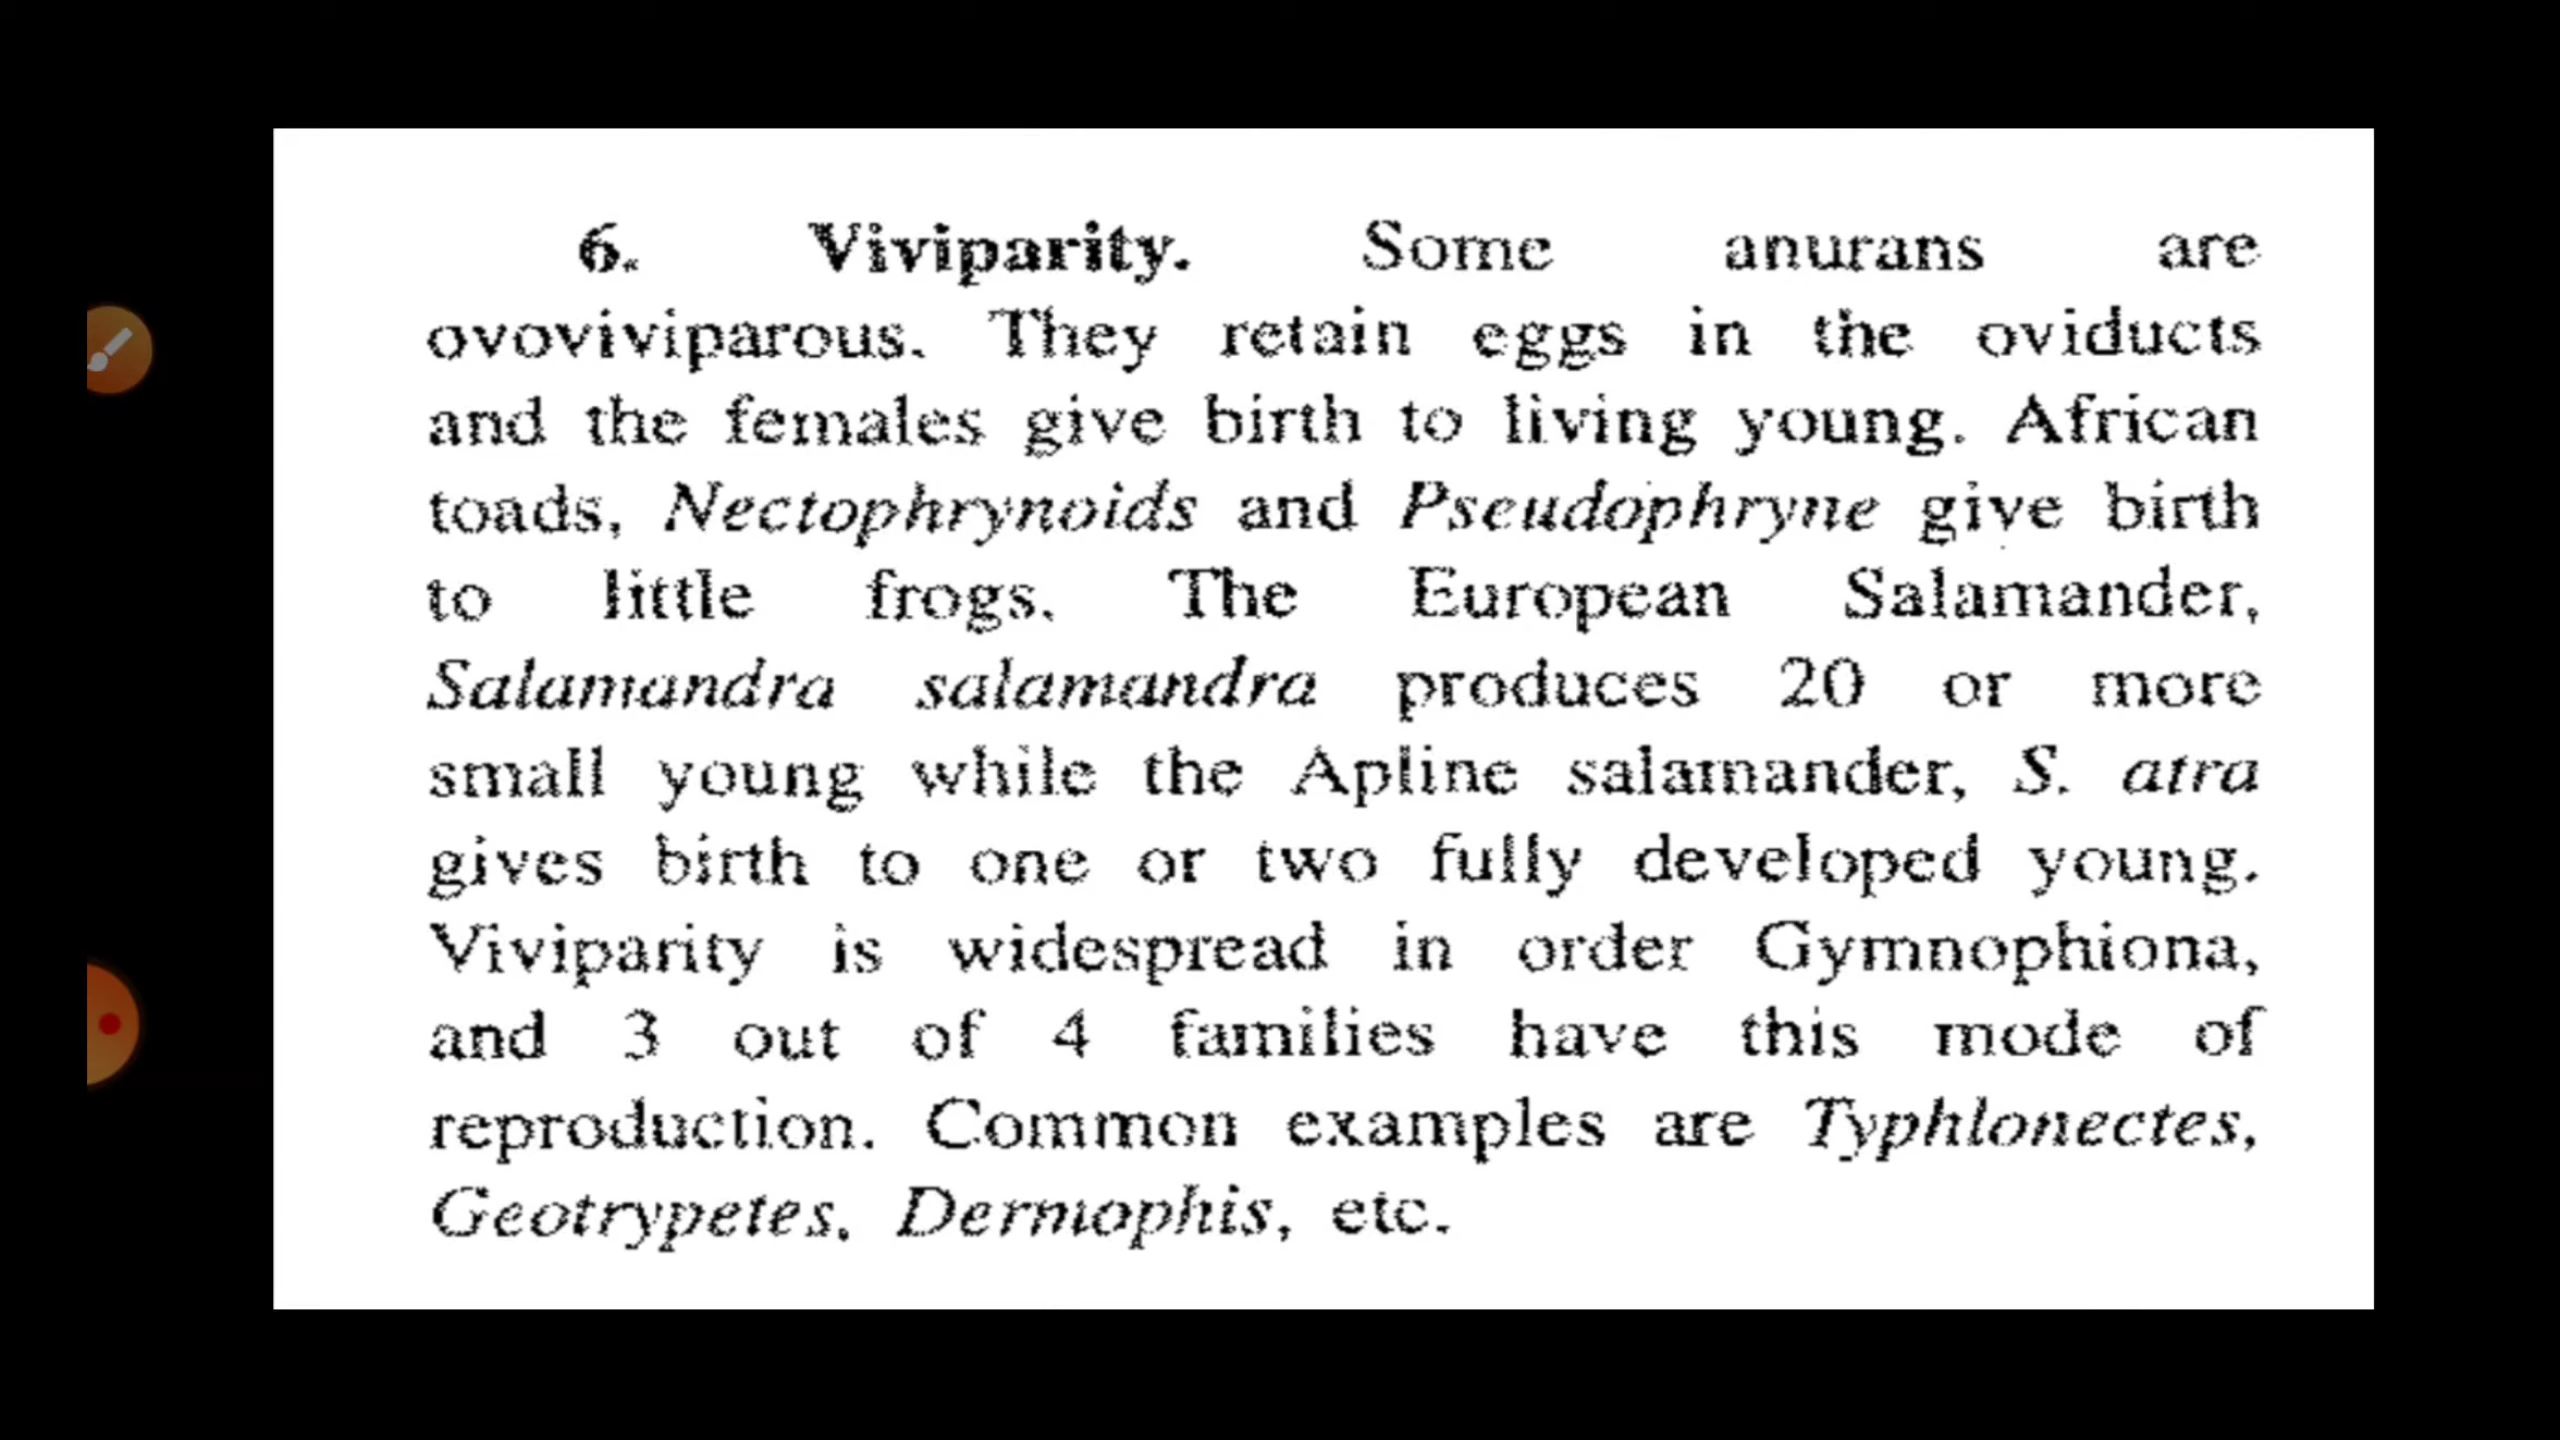 6. Viviparity. Some anurans are
ovoviviparous. They retain eggs in the oviducts
and the females give birth to living young. African
toads, Nectophrynoids and Pseudophryne give birth
to little frogs. The European Salamander,
Salamandra salamandra produces 20 or more
small young while the Apline salamander, S. atra
gives birth to one or two fully developed young.
Viviparity is widespread in order Gymnophiona,
and 3 out of 4 families have this mode of
reproduction. Common examples are Typhlonectes,
Geotrypetes, Dermophis, etc.